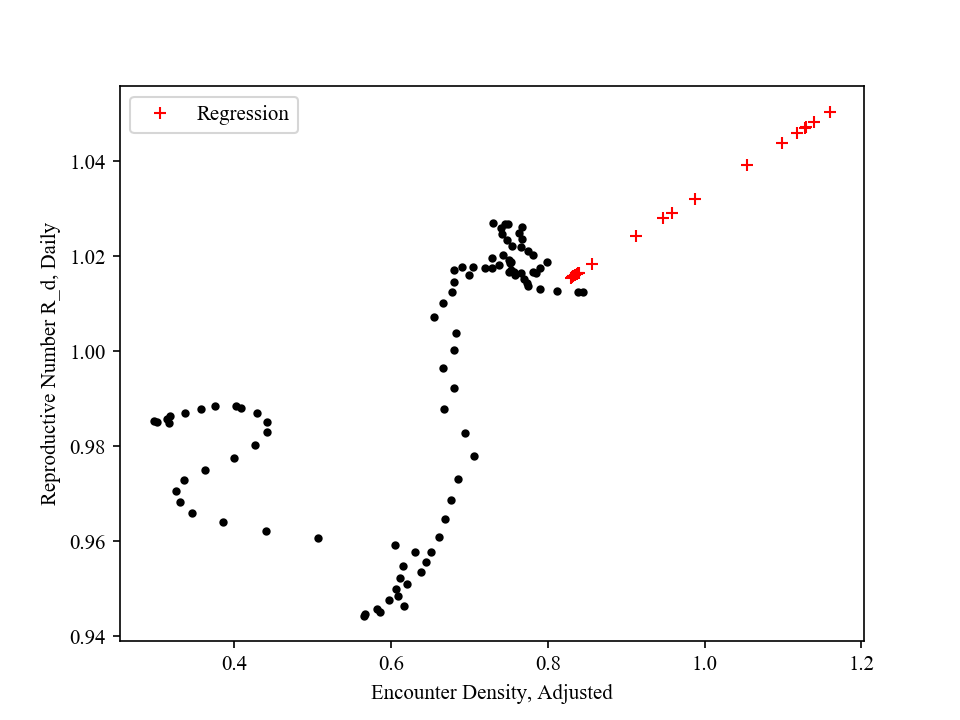 Regression
1.04
1.02
1.00
0.98
0.96
0.94
Reproductive Number R_d, Daily
0.4 0.6 0.8 1.0 1.2
Encounter Density, Adjusted